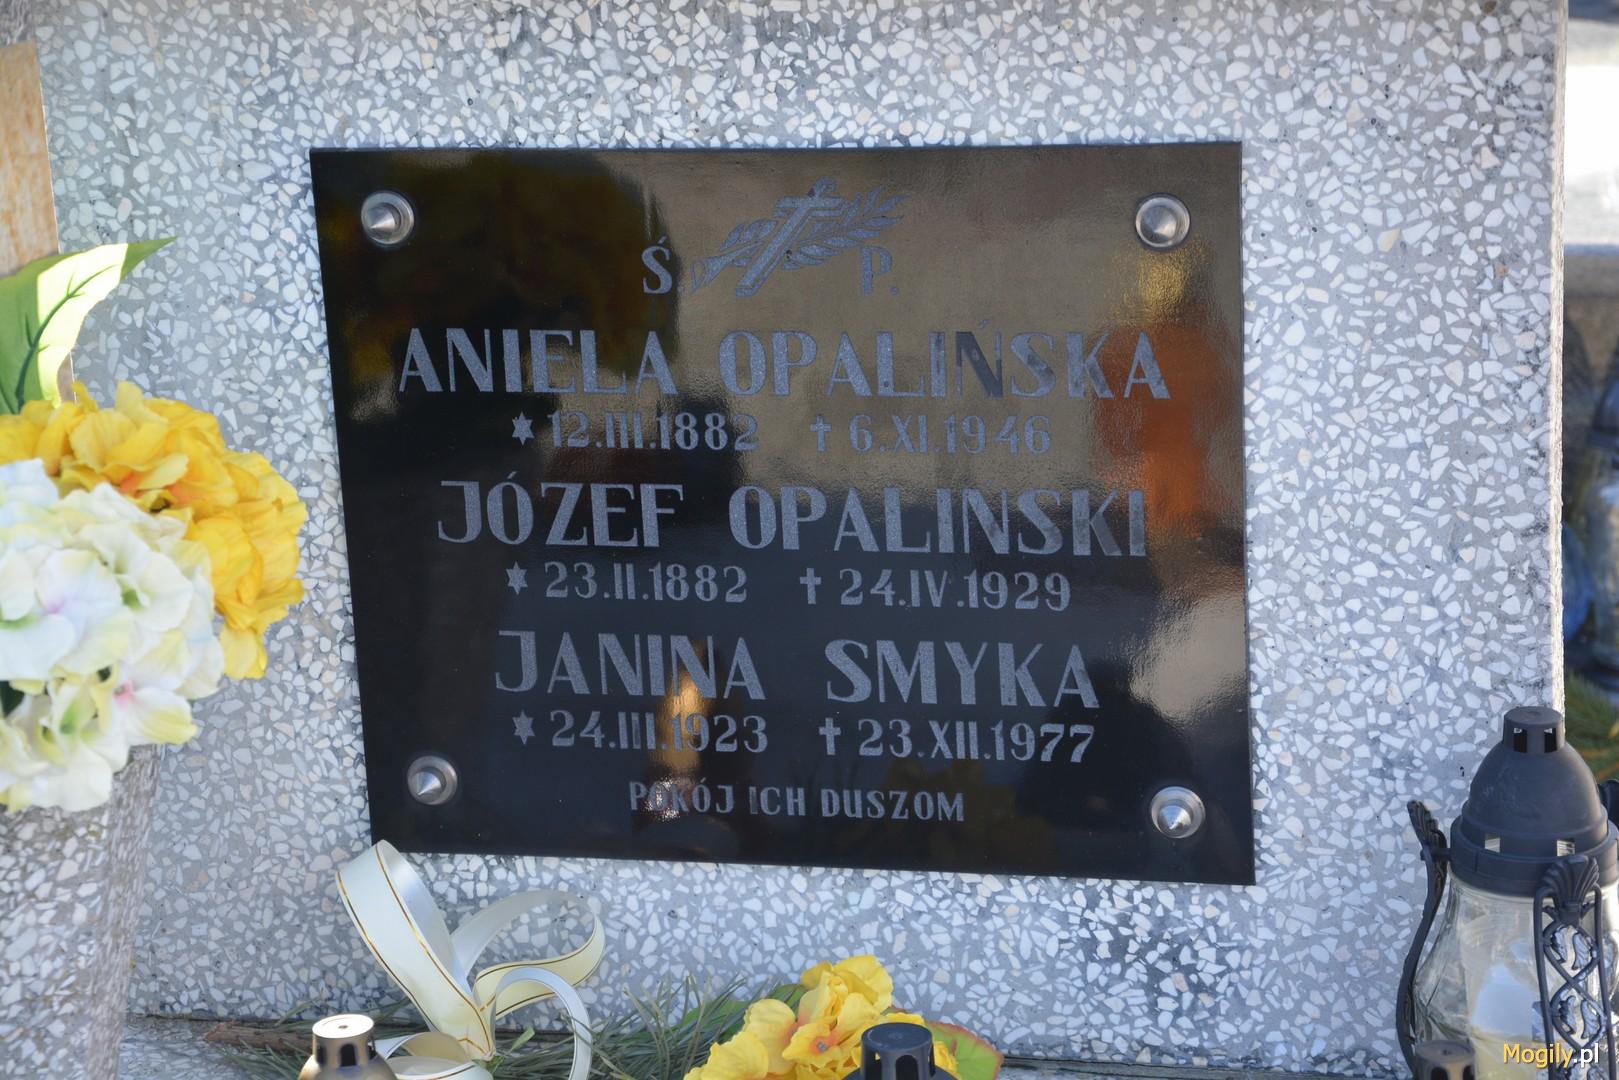 Ś. P.
ANIELA OPALIŃSKA
✶ 12.III.1882 ✝ 6.XI.1946
JÓZEF OPALIŃSKI
✶ 23.II.1882 ✝ 24.IV.1929
JANINA SMYKA
✶ 24.III.1923 ✝ 23.XII.1977
POKÓJ ICH DUSZOM
Mogily.pl